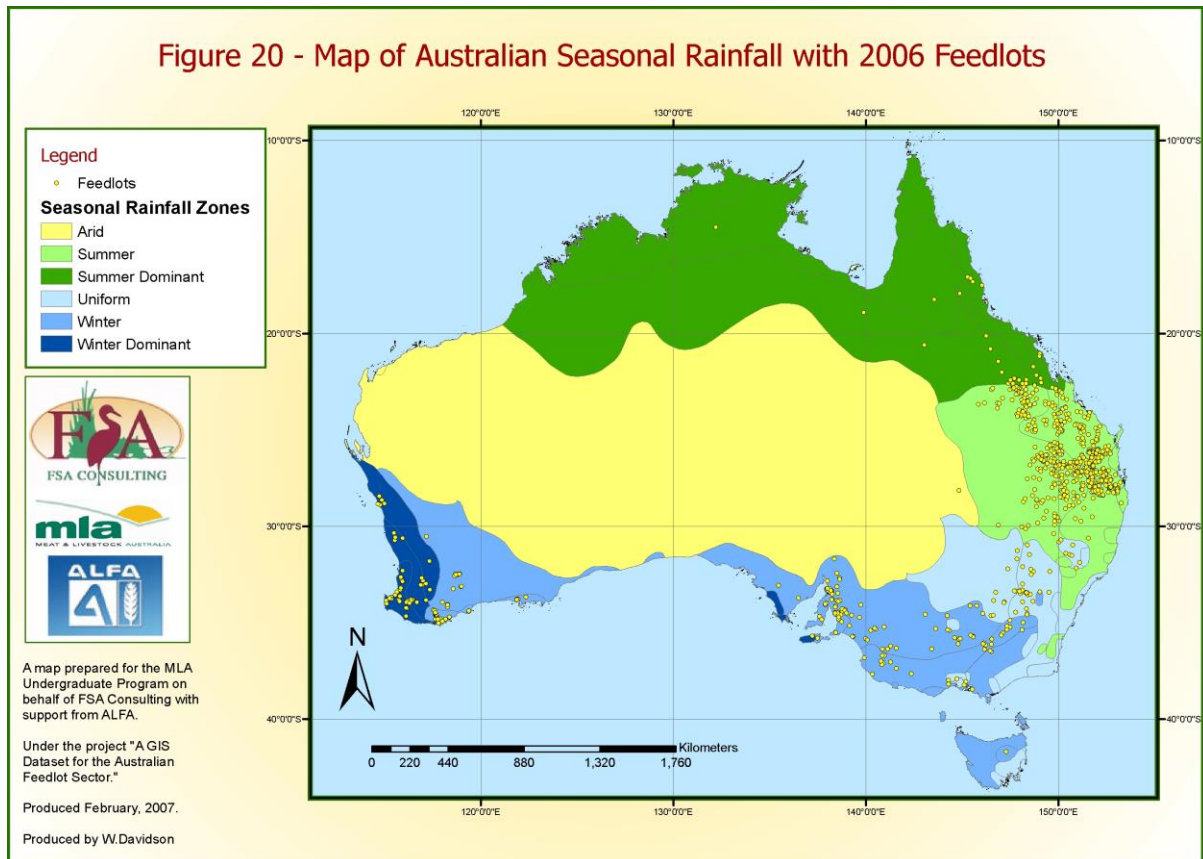 Figure 20 - Map of Australian Seasonal Rainfall with 2006 Feedlots
Legend
Feedlots
Seasonal Rainfall Zones
Arid
Summer
Summer Dominant
Uniform
Winter
Winter Dominant
FSA
FSA CONSULTING
mla
MEAT & LIVESTOCK AUSTRALIA
ALFA
A map prepared for the MLA
Undergraduate Program on
behalf of FSA Consulting with
support from ALFA.
Under the project "A GIS
Dataset for the Australian
Feedlot Sector."
Produced February, 2007.
Produced by W.Davidson
120°0'0"E 130°0'0"E 140°0'0"E 150°0'0"E
10°0'0"S 10°0'0"S
20°0'0"S 20°0'0"S
30°0'0"S 30°0'0"S
40°0'0"S 40°0'0"S
N
Kilometers
0 220 440 880 1,320 1,760
120°0'0"E 130°0'0"E 140°0'0"E 150°0'0"E